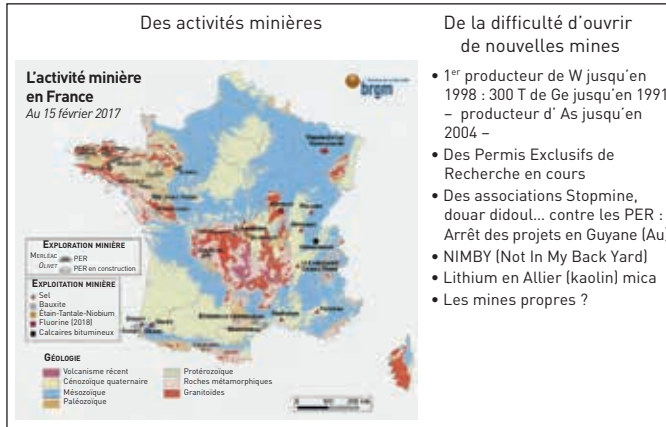 Des activités minières
L'activité minière
en France
Au 15 février 2017
brgm
EXPLORATION MINIÈRE
MERLÉAC PER
OLIVET PER en construction
EXPLOITATION MINIÈRE
Sel
Bauxite
Étain-Tantale-Niobium
Fluorine (2018)
Calcaires bitumineux
GÉOLOGIE
Volcanisme récent
Cénozoïque quaternaire
Mésozoïque
Paléozoïque
Protérozoïque
Roches métamorphiques
Granitoïdes
De la difficulté d'ouvrir
de nouvelles mines
• 1er producteur de W jusqu'en
1998 : 300 T de Ge jusqu'en 1991
– producteur d' As jusqu'en
2004 –
• Des Permis Exclusifs de
Recherche en cours
• Des associations Stopmine,
douar didoul... contre les PER :
Arrêt des projets en Guyane (Au)
• NIMBY (Not In My Back Yard)
• Lithium en Allier (kaolin) mica
• Les mines propres ?